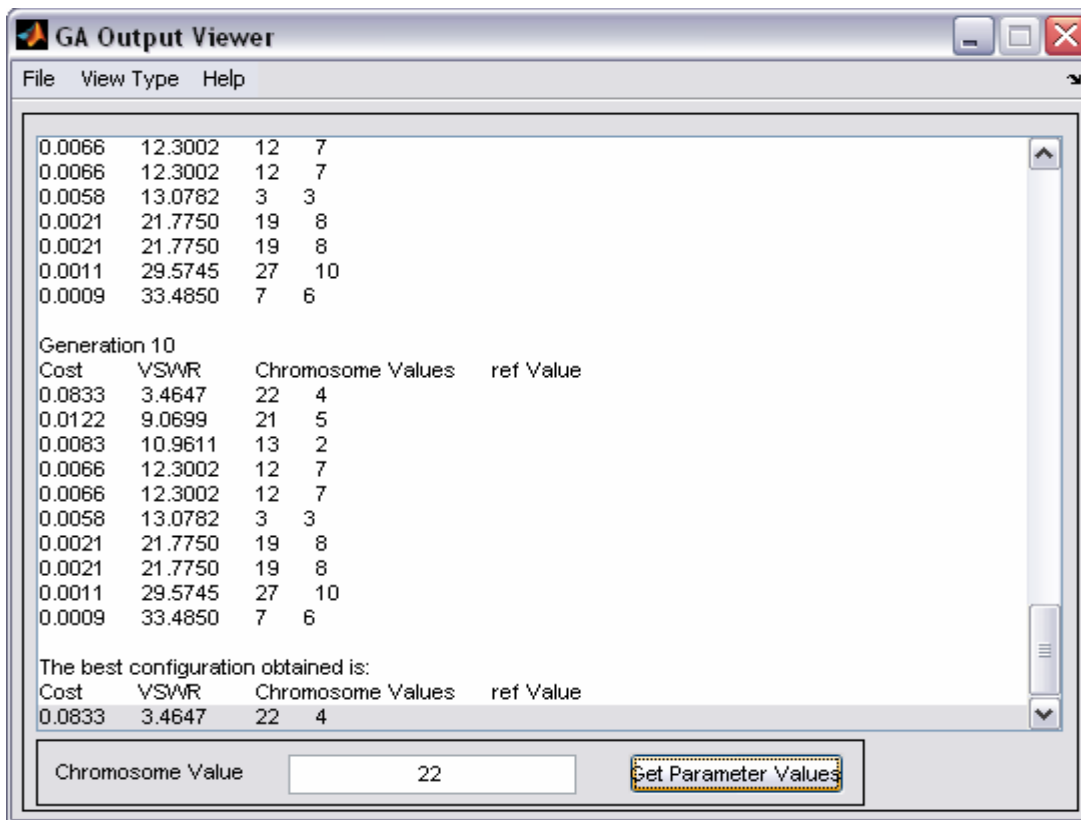 GA Output Viewer
File View Type Help
0.0066 12.3002 12 7
0.0066 12.3002 12 7
0.0058 13.0782 3 3
0.0021 21.7750 19 8
0.0021 21.7750 19 8
0.0011 29.5745 27 10
0.0009 33.4850 7 6
Generation 10
Cost VSWR Chromosome Values ref Value
0.0833 3.4647 22 4
0.0122 9.0699 21 5
0.0083 10.9611 13 2
0.0066 12.3002 12 7
0.0066 12.3002 12 7
0.0058 13.0782 3 3
0.0021 21.7750 19 8
0.0021 21.7750 19 8
0.0011 29.5745 27 10
0.0009 33.4850 7 6
The best configuration obtained is:
Cost VSWR Chromosome Values ref Value
0.0833 3.4647 22 4
Chromosome Value 22 Get Parameter Values